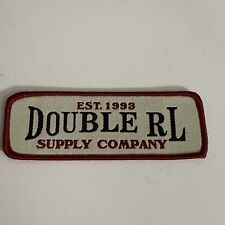 EST. 1993
DOUBLE RL
SUPPLY COMPANY